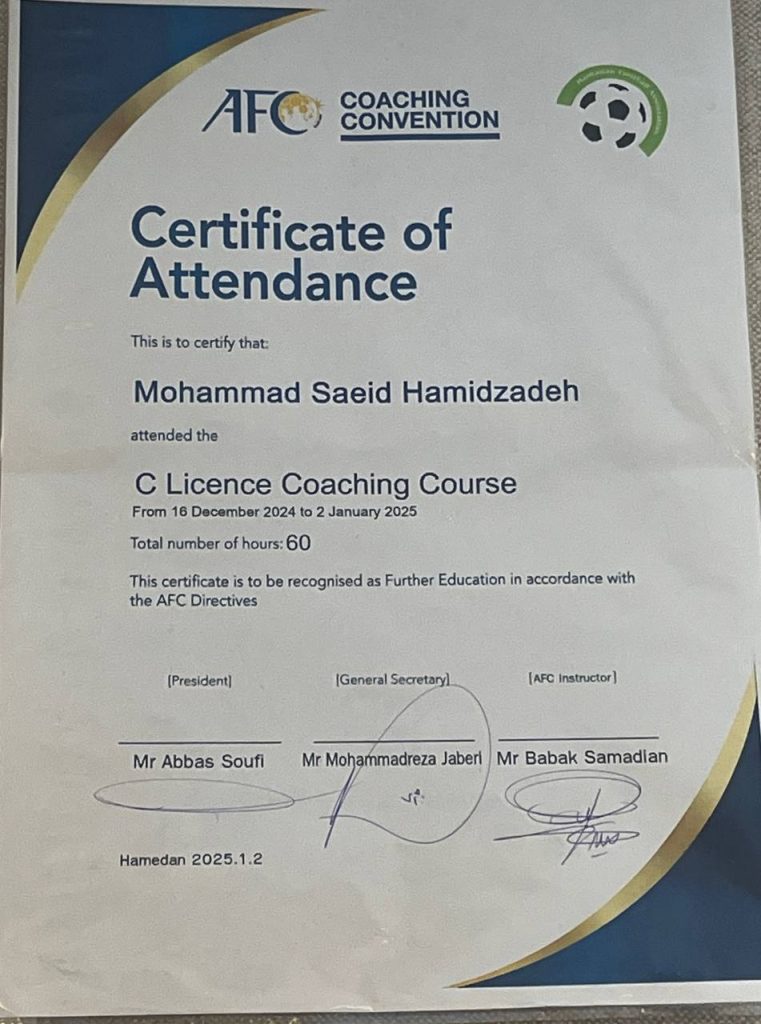 AFC COACHING
CONVENTION
Hamedan Football Association
Certificate of
Attendance
This is to certify that:
Mohammad Saeid Hamidzadeh
attended the
C Licence Coaching Course
From 16 December 2024 to 2 January 2025
Total number of hours: 60
This certificate is to be recognised as Further Education in accordance with
the AFC Directives
[President] [General Secretary] [AFC Instructor]
Mr Abbas Soufi Mr Mohammadreza Jaberi Mr Babak Samadian
Hamedan 2025.1.2